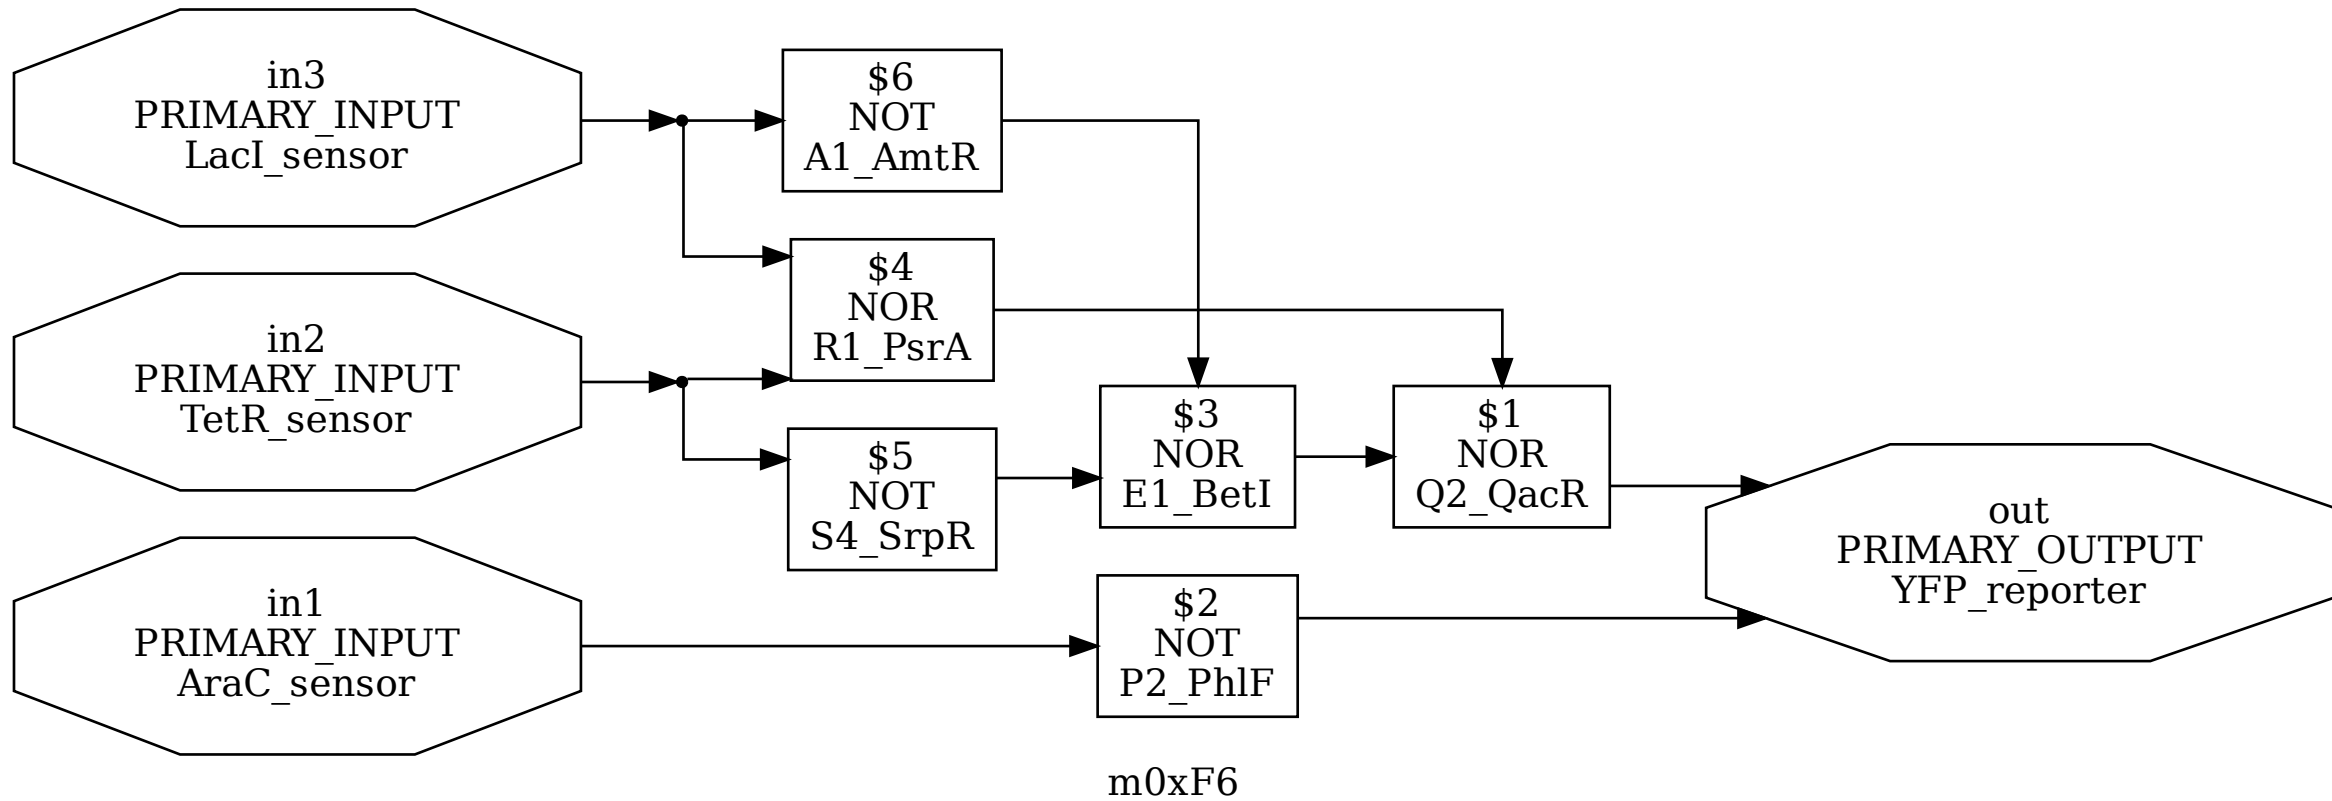 in3
PRIMARY_INPUT
LacI_sensor
$6
NOT
A1_AmtR
$4
NOR
R1_PsrA
in2
PRIMARY_INPUT
TetR_sensor
$5
NOT
S4_SrpR
$3
NOR
E1_BetI
$1
NOR
Q2_QacR
out
PRIMARY_OUTPUT
YFP_reporter
in1
PRIMARY_INPUT
AraC_sensor
$2
NOT
P2_PhlF
m0xF6